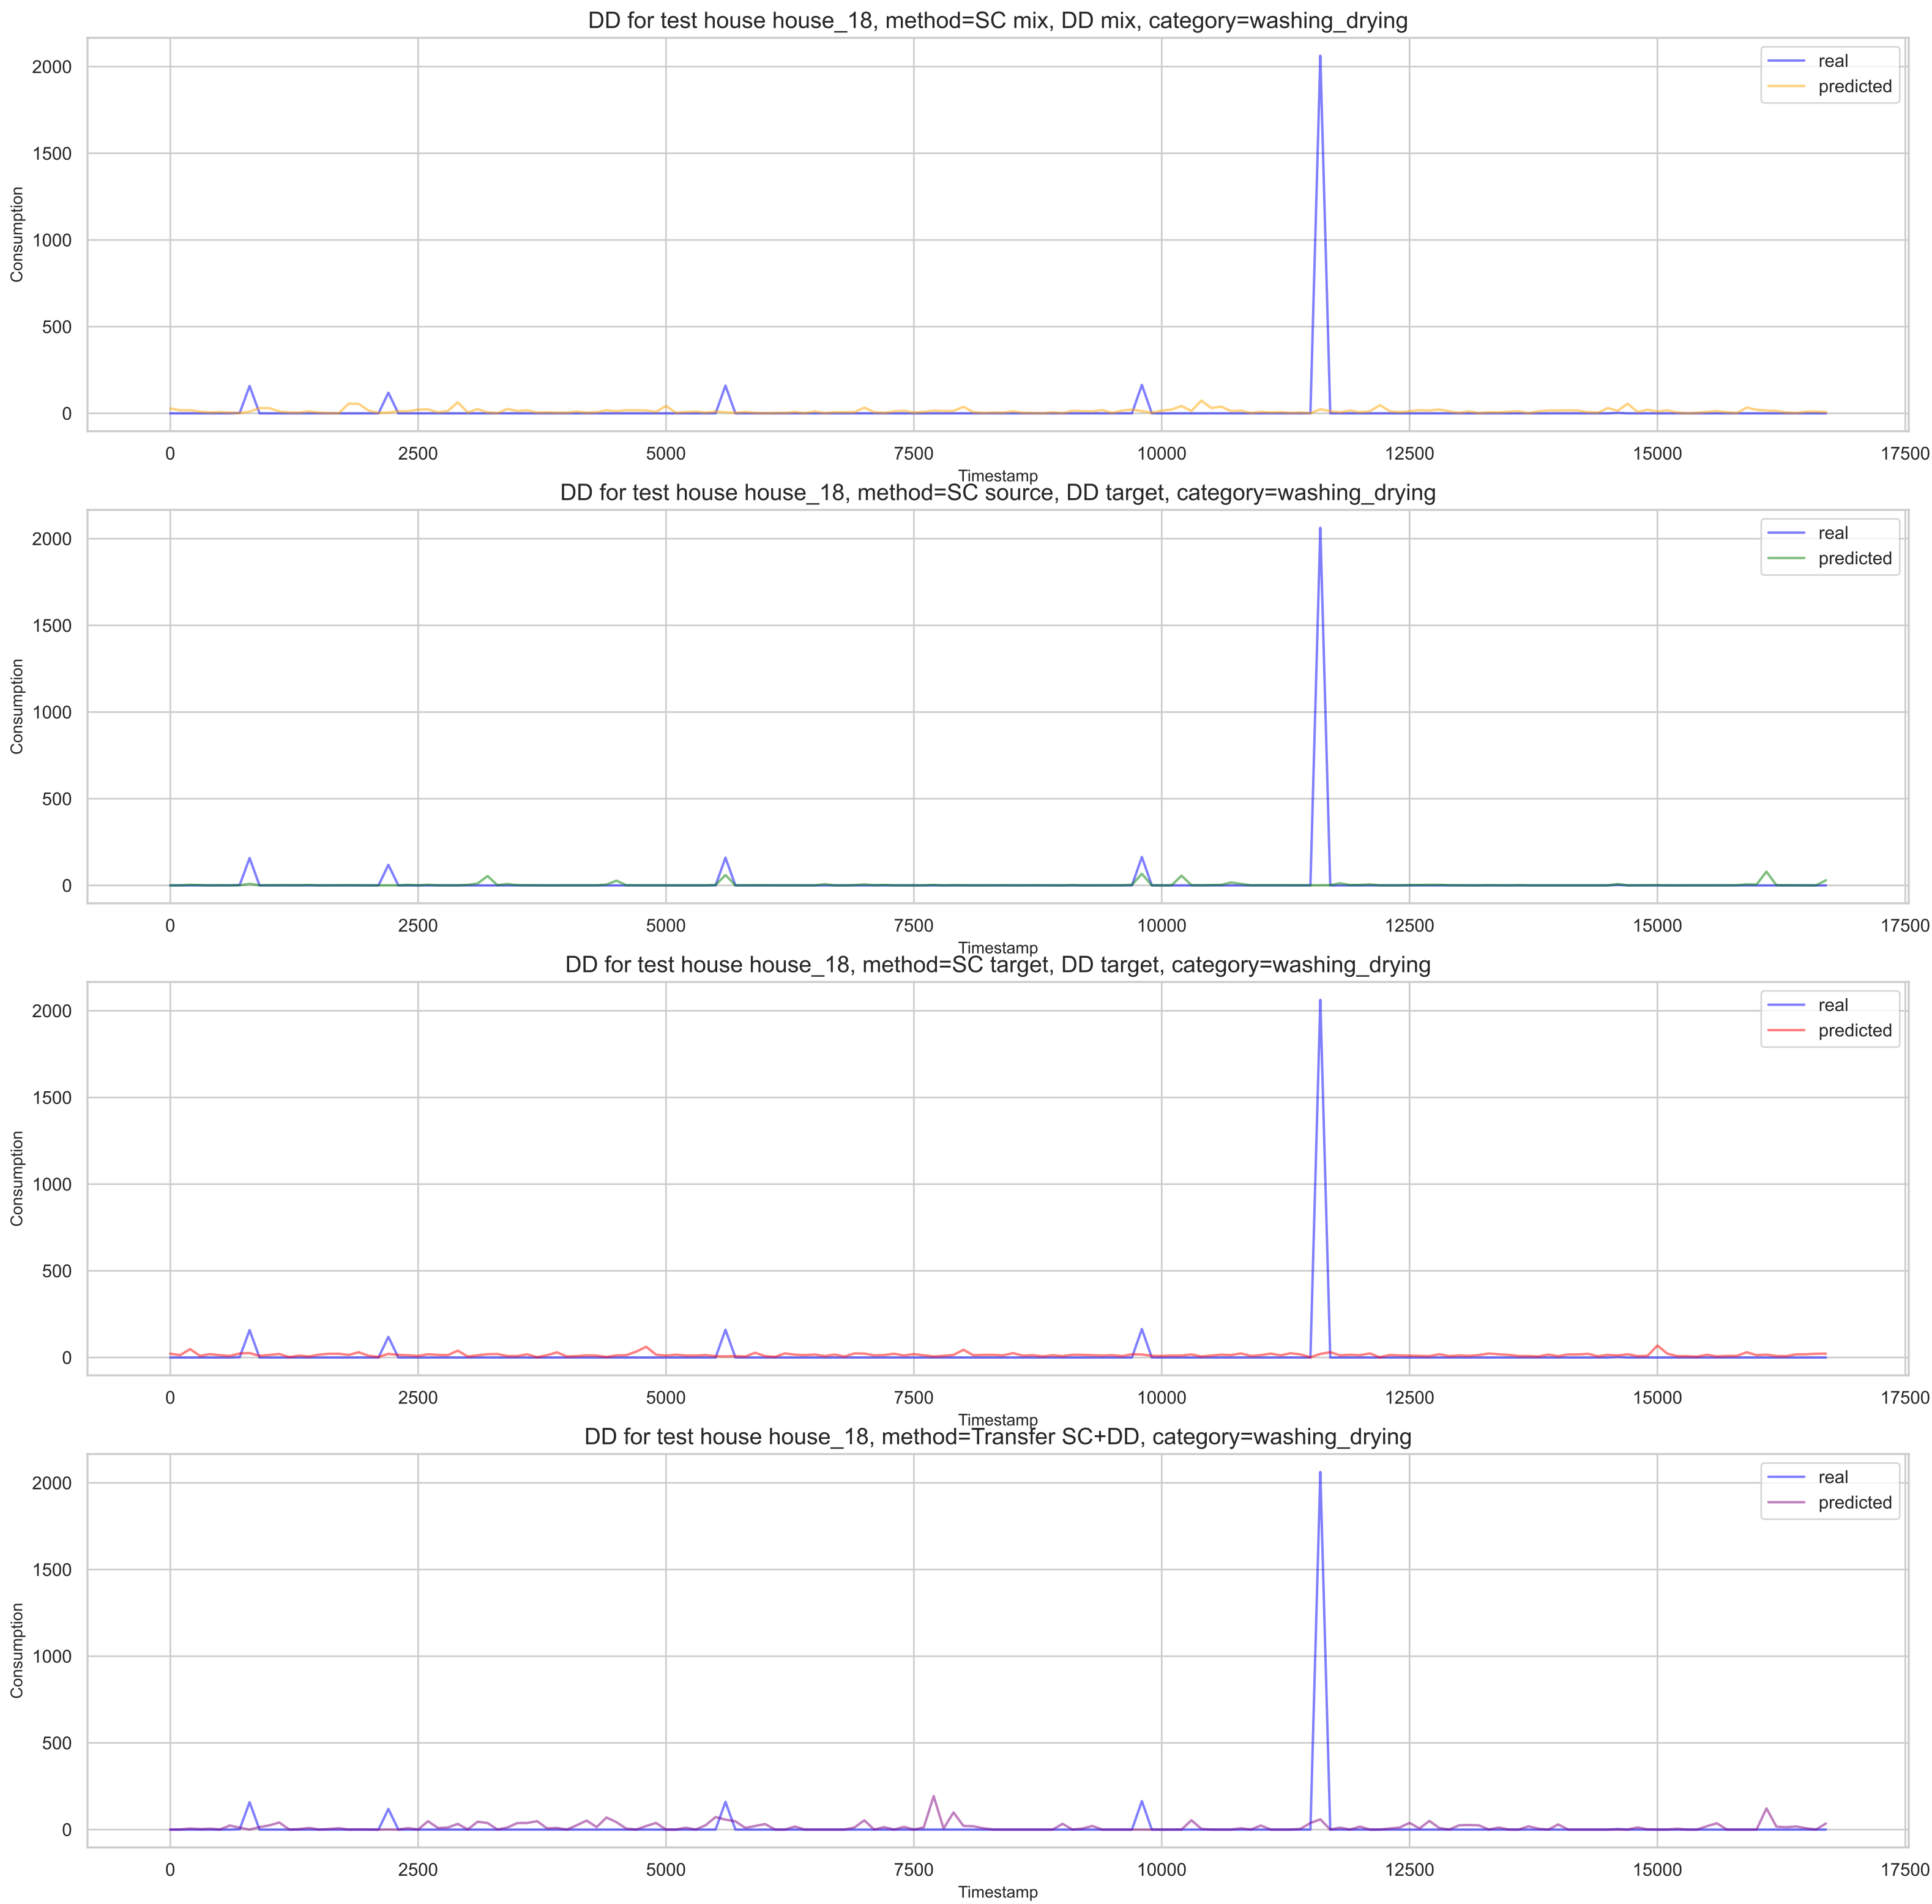 DD for test house house_18, method=SC mix, DD mix, category=washing_drying
real
predicted
Consumption
2000
1500
1000
500
0
0 2500 5000 7500 10000 12500 15000 17500
Timestamp
DD for test house house_18, method=SC source, DD target, category=washing_drying
real
predicted
Consumption
2000
1500
1000
500
0
0 2500 5000 7500 10000 12500 15000 17500
Timestamp
DD for test house house_18, method=SC target, DD target, category=washing_drying
real
predicted
Consumption
2000
1500
1000
500
0
0 2500 5000 7500 10000 12500 15000 17500
Timestamp
DD for test house house_18, method=Transfer SC+DD, category=washing_drying
real
predicted
Consumption
2000
1500
1000
500
0
0 2500 5000 7500 10000 12500 15000 17500
Timestamp